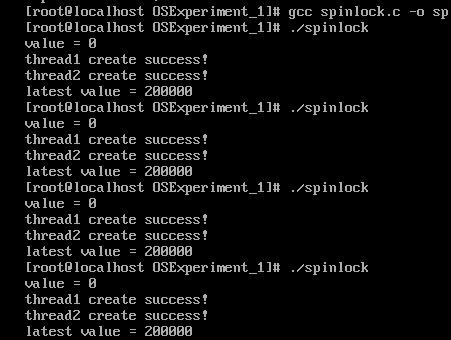 [root@localhost OSExperiment_1]# gcc spinlock.c -o sp
[root@localhost OSExperiment_1]# ./spinlock
value = 0
thread1 create success!
thread2 create success!
latest value = 200000
[root@localhost OSExperiment_1]# ./spinlock
value = 0
thread1 create success!
thread2 create success!
latest value = 200000
[root@localhost OSExperiment_1]# ./spinlock
value = 0
thread1 create success!
thread2 create success!
latest value = 200000
[root@localhost OSExperiment_1]# ./spinlock
value = 0
thread1 create success!
thread2 create success!
latest value = 200000